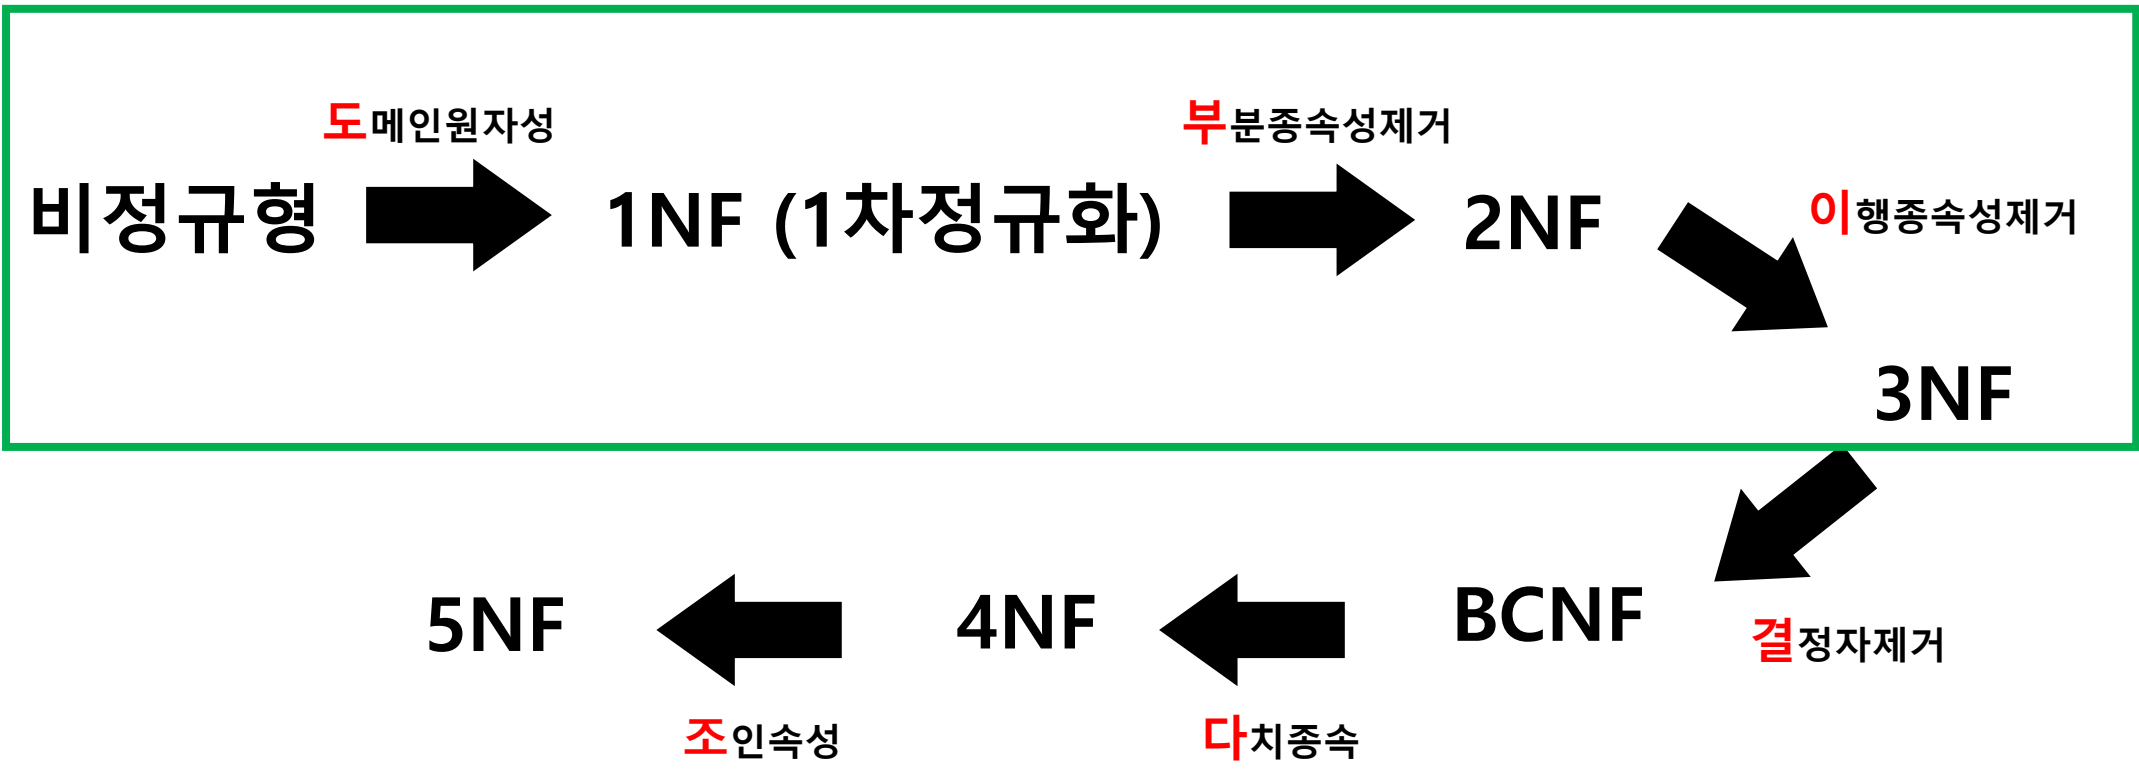 도메인원자성
부분종속성제거
비정규형
1NF (1차정규화)
2NF
이행종속성제거
3NF
5NF
4NF
BCNF
결정자제거
조인속성
다치종속